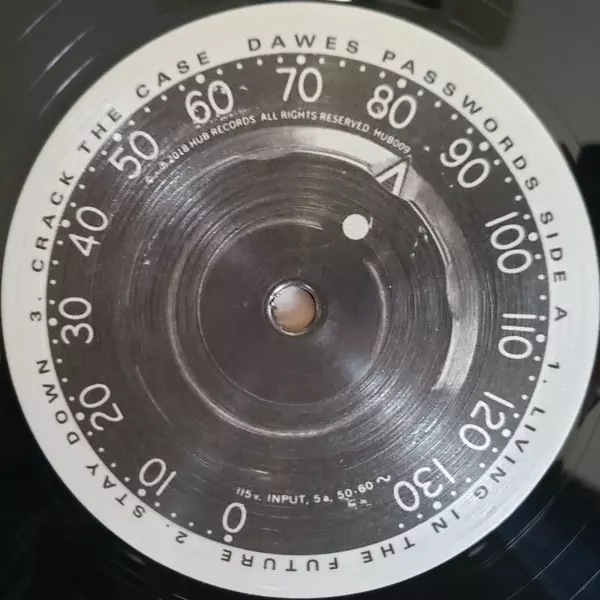 DAWES PASSWORDS SIDE A 1. LIVING IN THE FUTURE 2. STAY DOWN 3. CRACK THE CASE
0 10 20 30 40 50 60 70 80 90 100 110 120 130
2018 HUB RECORDS ALL RIGHTS RESERVED HUB009
A
115 v. INPUT, 5 a. 50-60 ~